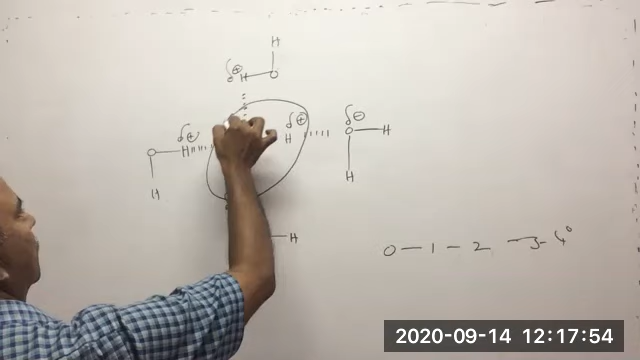 H
δ⊕ H—O
δ⊕ H
δ⊖
O—H
H
δ⊕
O—H
H
—H
0 — 1 — 2 — 3 - 4°
2020-09-14 12:17:54